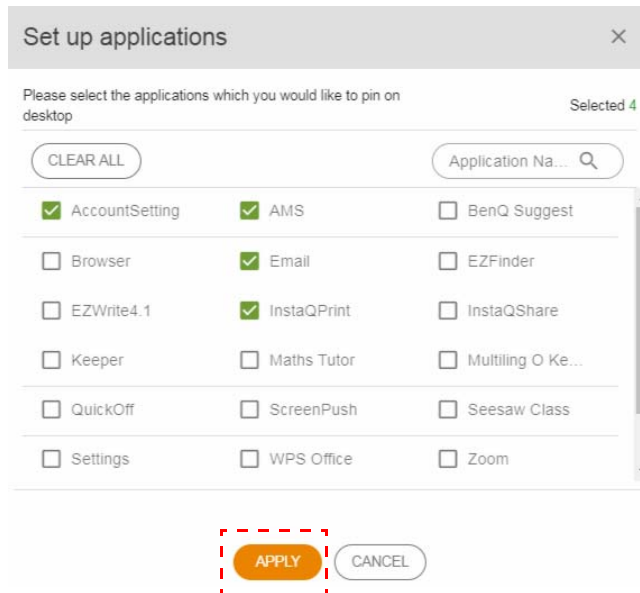 Set up applications
Please select the applications which you would like to pin on
desktop
Selected 4
CLEAR ALL
Application Na...
AccountSetting AMS BenQ Suggest
Browser Email EZFinder
EZWrite4.1 InstaQPrint InstaQShare
Keeper Maths Tutor Multiling O Ke...
QuickOff ScreenPush Seesaw Class
Settings WPS Office Zoom
APPLY CANCEL